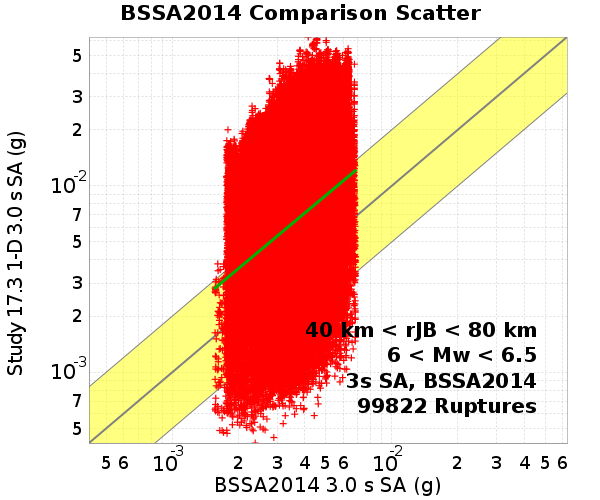 BSSA2014 Comparison Scatter
Study 17.3 1-D 3.0 s SA (g)
5
3
2
10^-2
7
5
3
2
10^-3
7
5
40 km < rJB < 80 km
6 < Mw < 6.5
3s SA, BSSA2014
99822 Ruptures
5 6 10^-3 2 3 4 5 6 10^-2 2 3 4 5 6
BSSA2014 3.0 s SA (g)